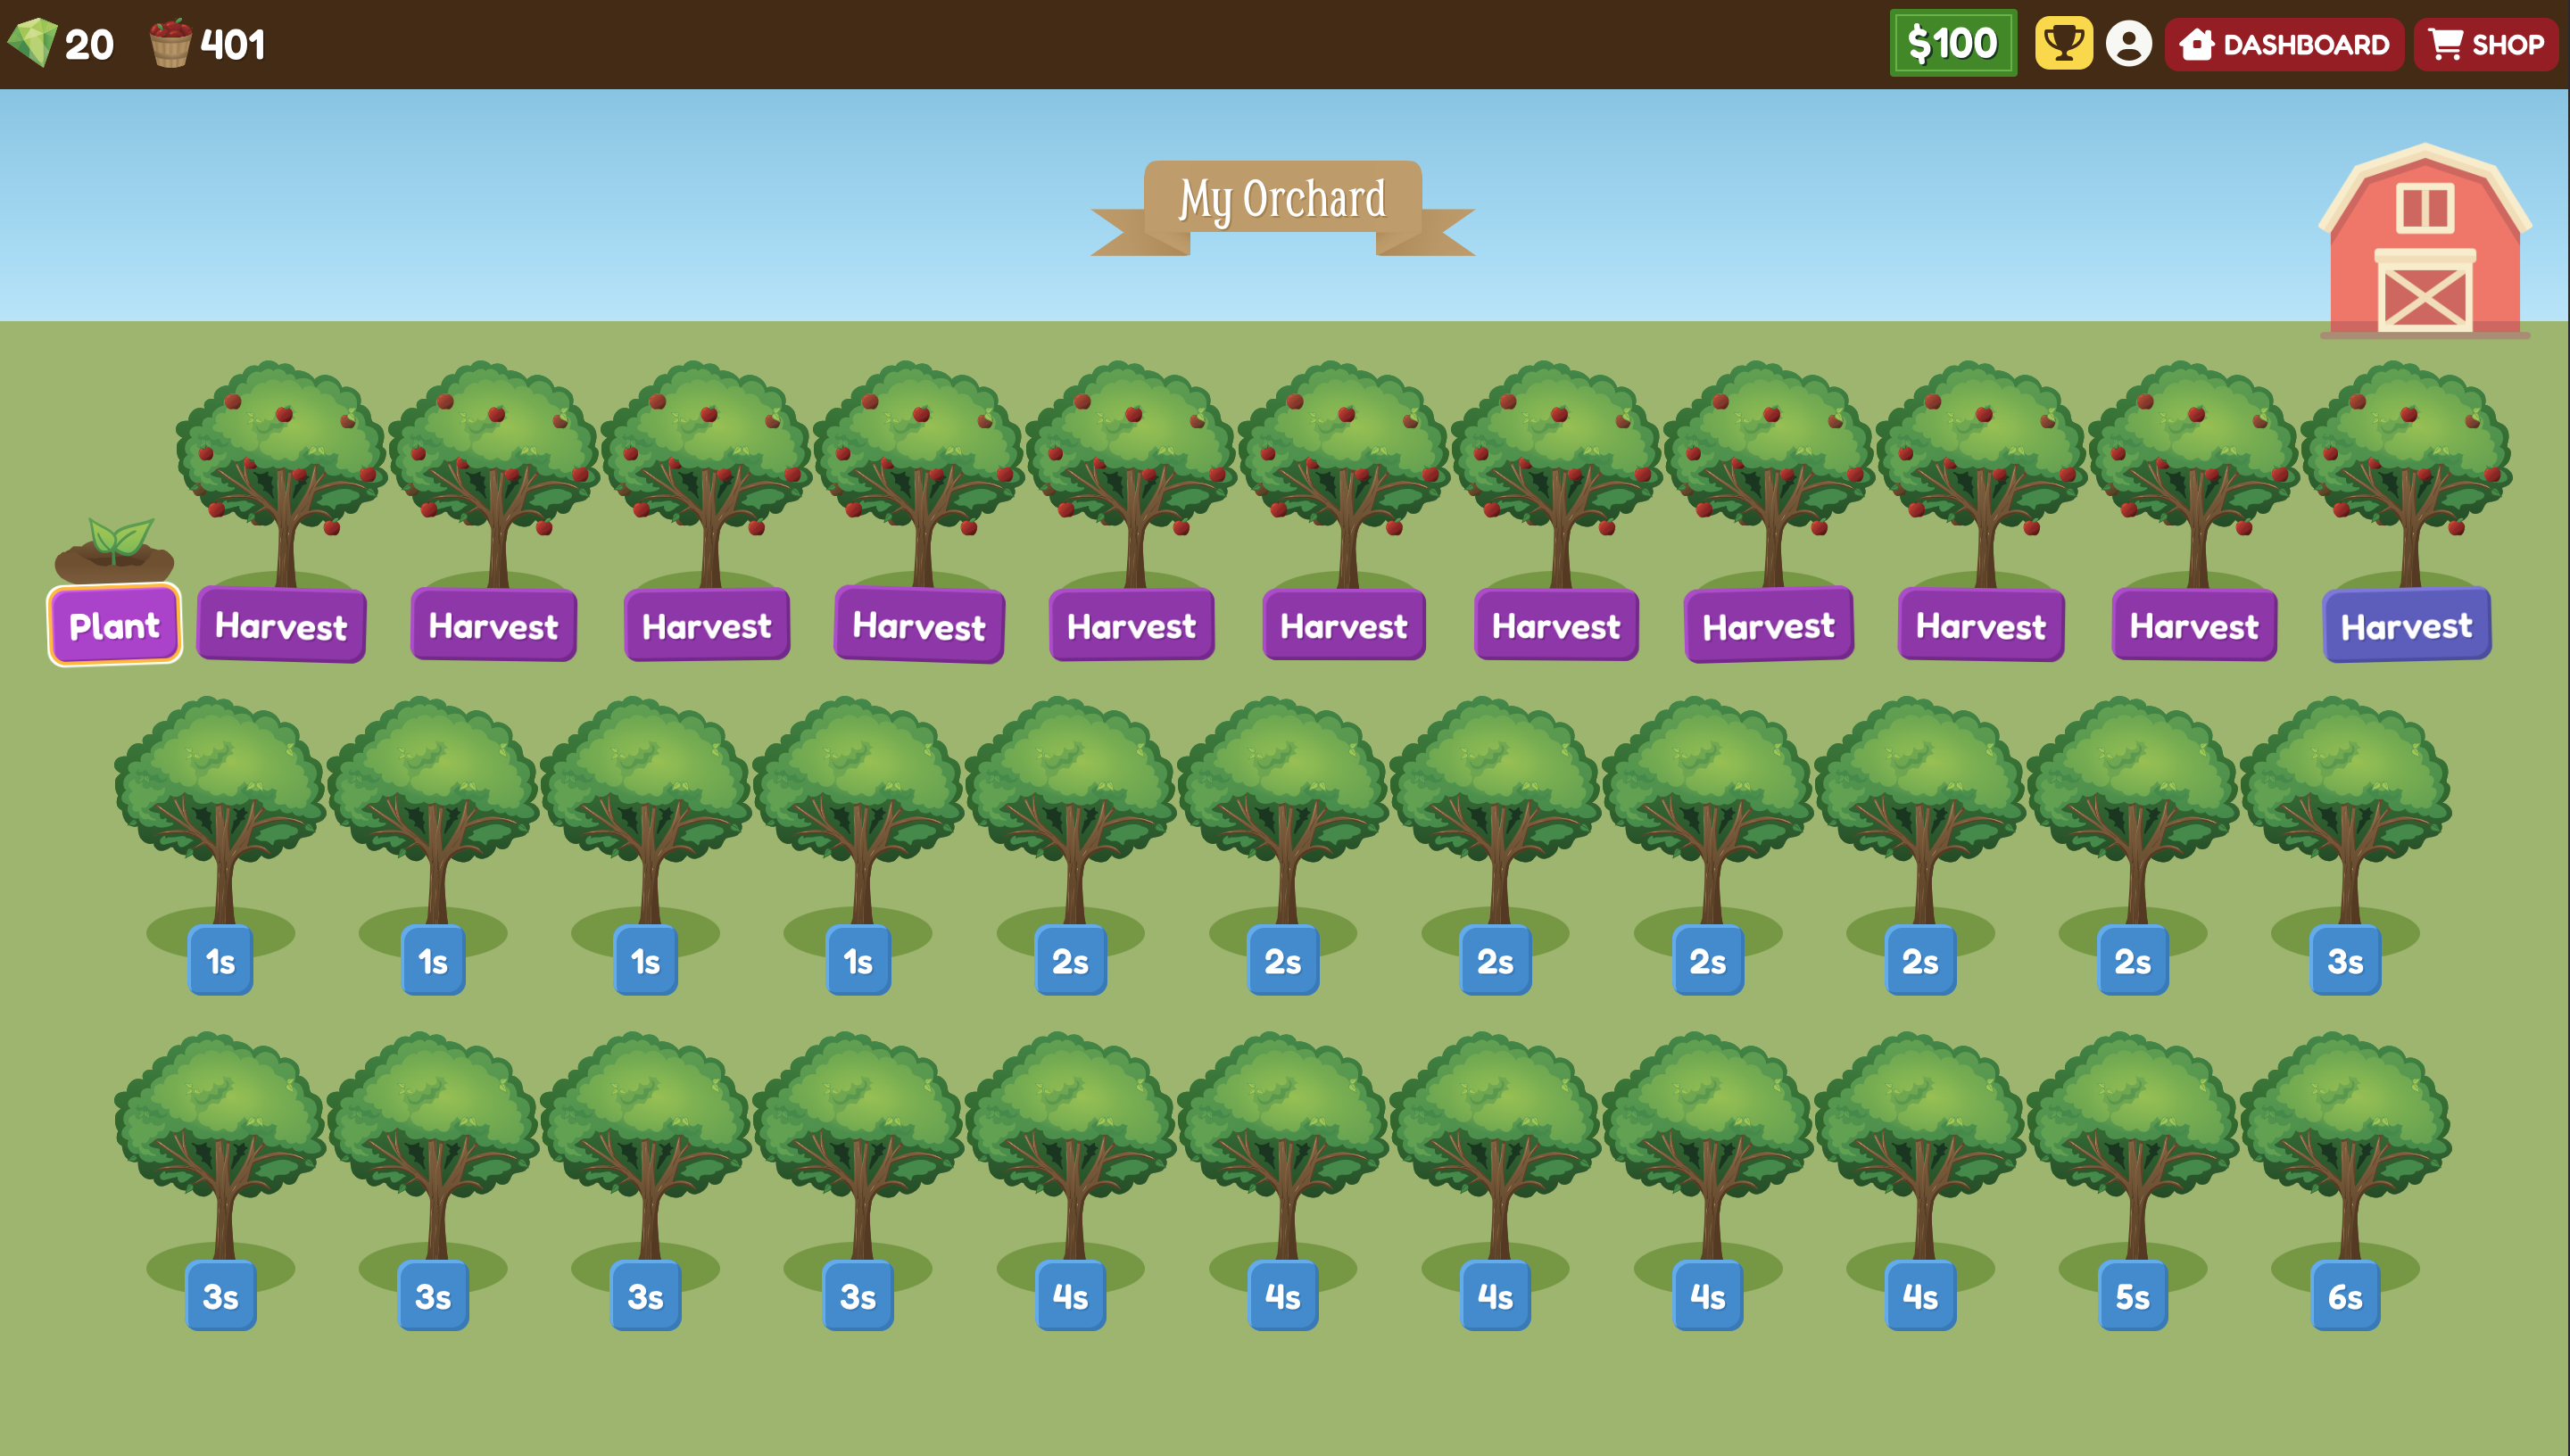 20 401 $100 DASHBOARD SHOP
My Orchard
Plant Harvest Harvest Harvest Harvest Harvest Harvest Harvest Harvest Harvest Harvest Harvest
1s 1s 1s 1s 2s 2s 2s 2s 2s 2s 3s
3s 3s 3s 3s 4s 4s 4s 4s 4s 5s 6s